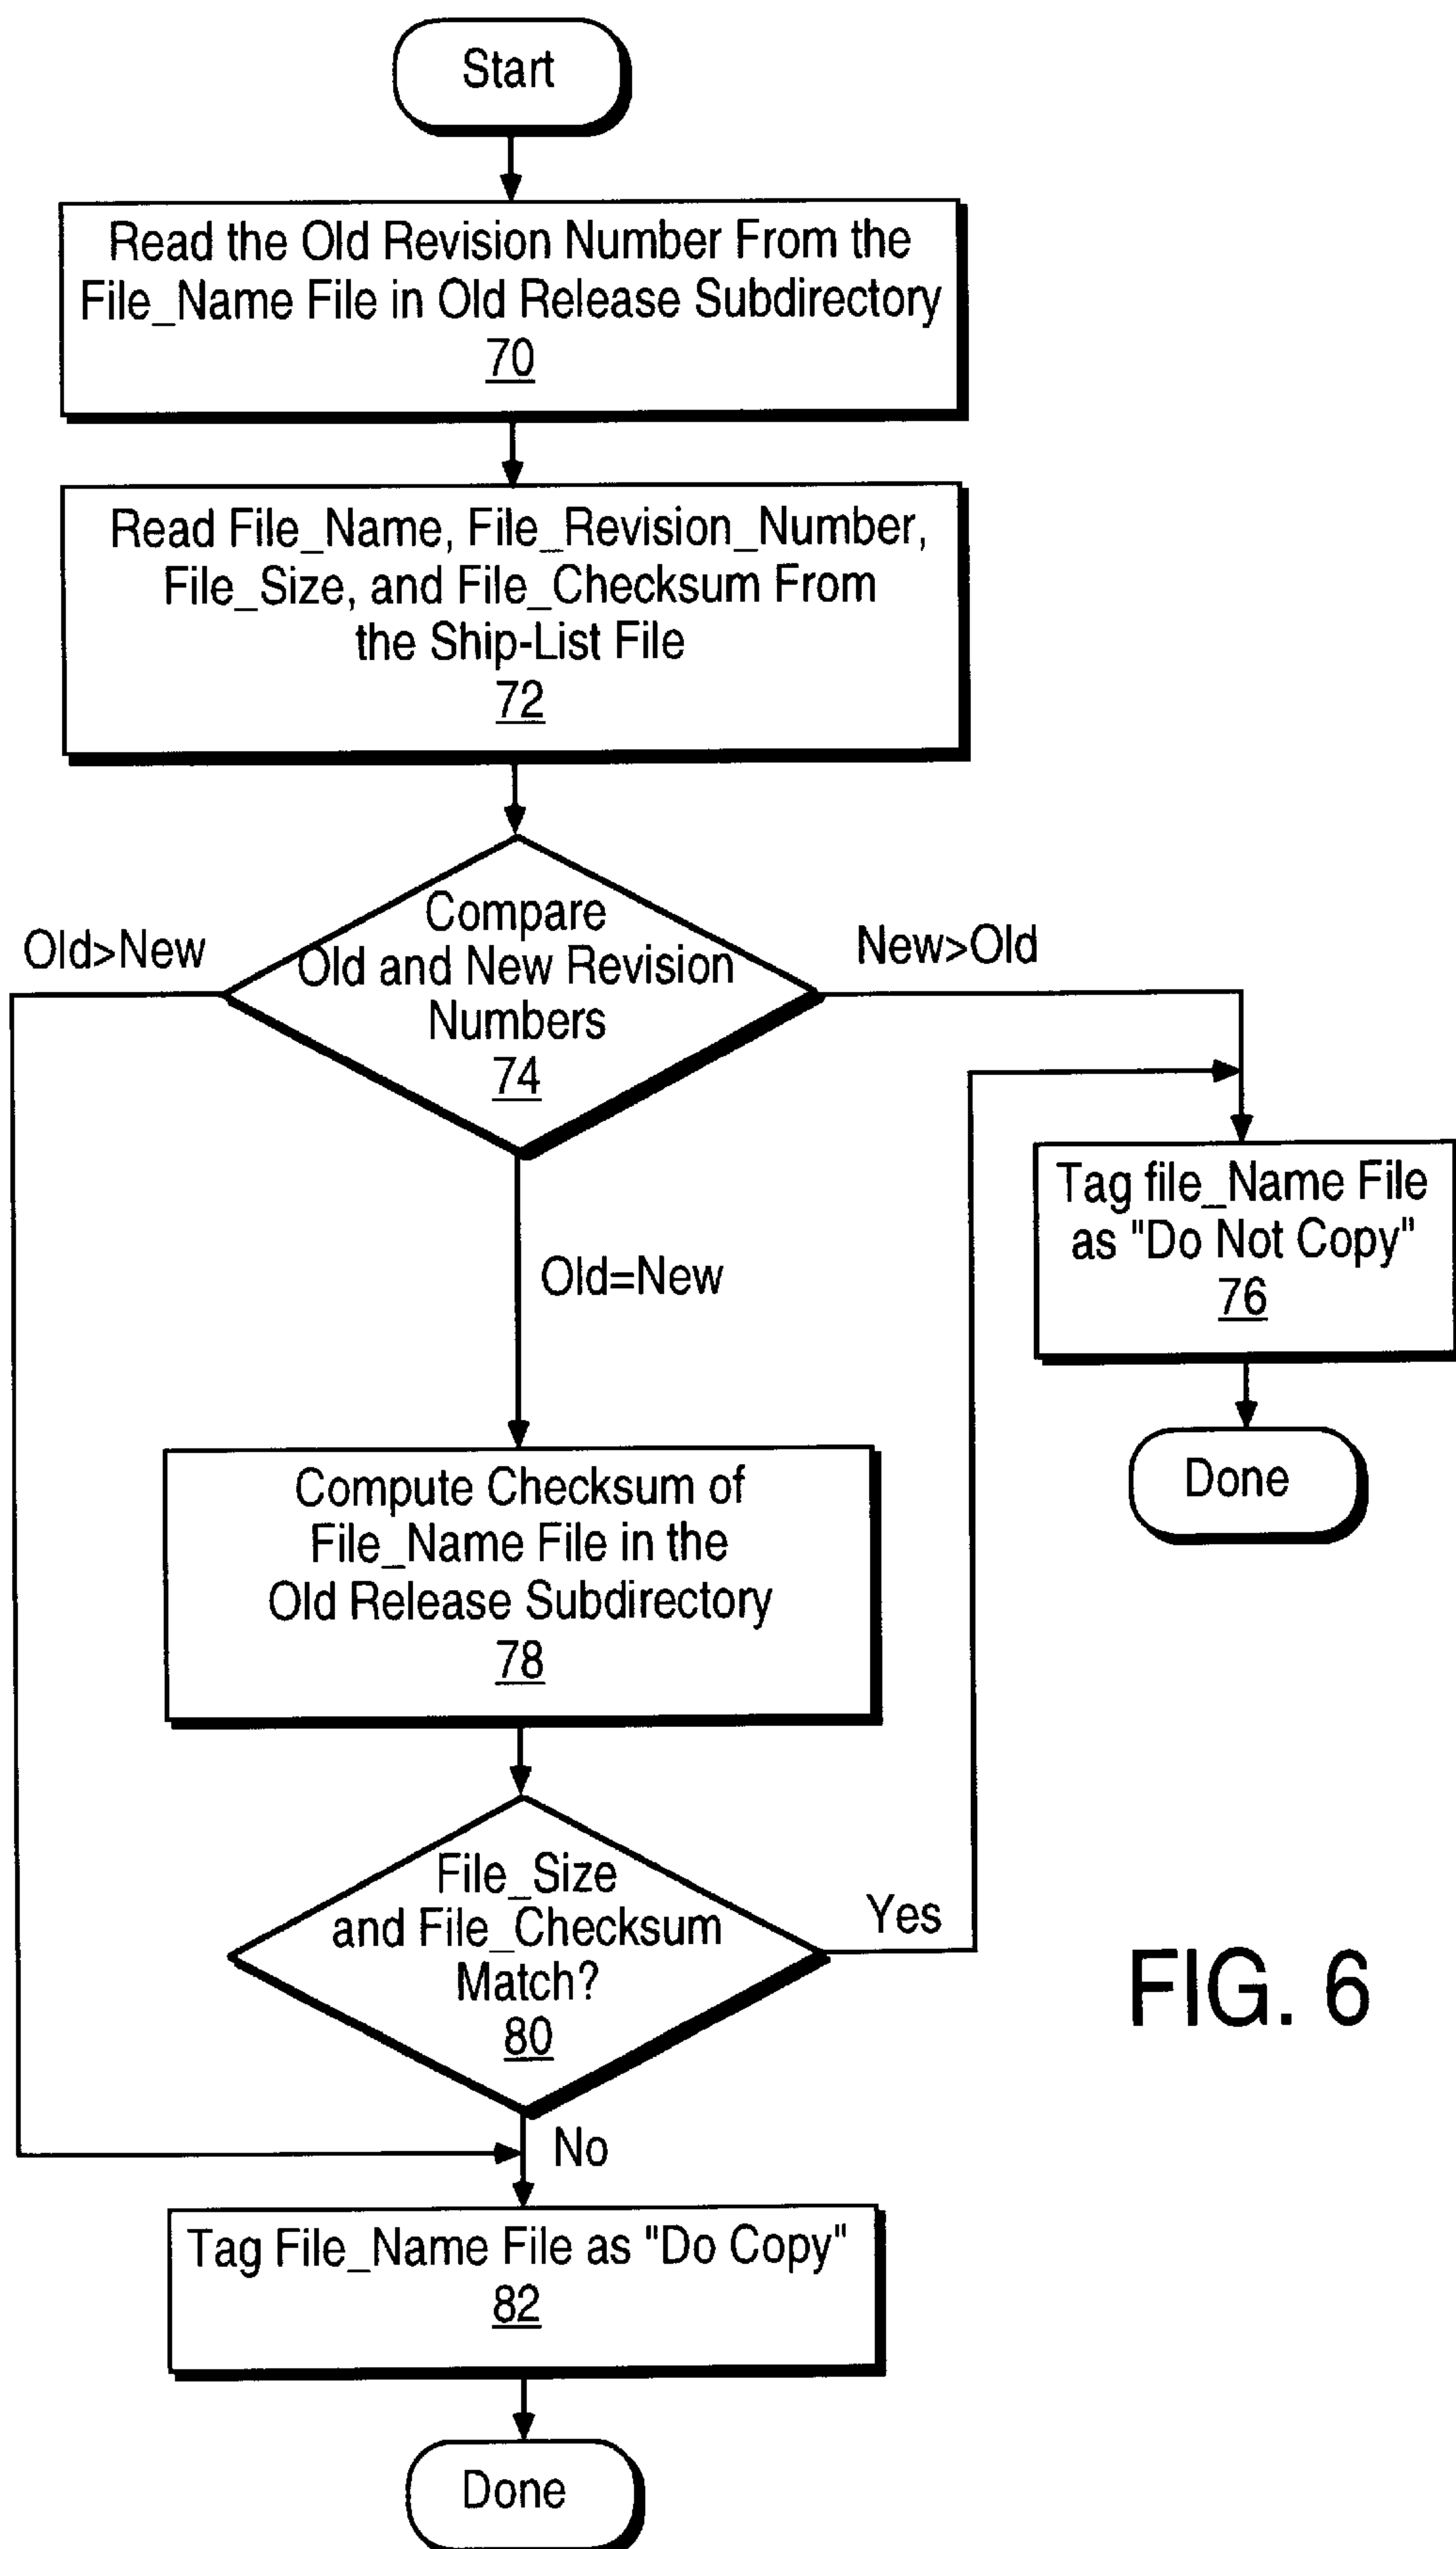 Start
Read the Old Revision Number From the
File_Name File in Old Release Subdirectory
70
Read File_Name, File_Revision_Number,
File_Size, and File_Checksum From
the Ship-List File
72
Compare
Old and New Revision
Numbers
74
Old>New
New>Old
Old=New
Tag file_Name File
as "Do Not Copy"
76
Done
Compute Checksum of
File_Name File in the
Old Release Subdirectory
78
File_Size
and File_Checksum
Match?
80
Yes
No
FIG. 6
Tag File_Name File as "Do Copy"
82
Done